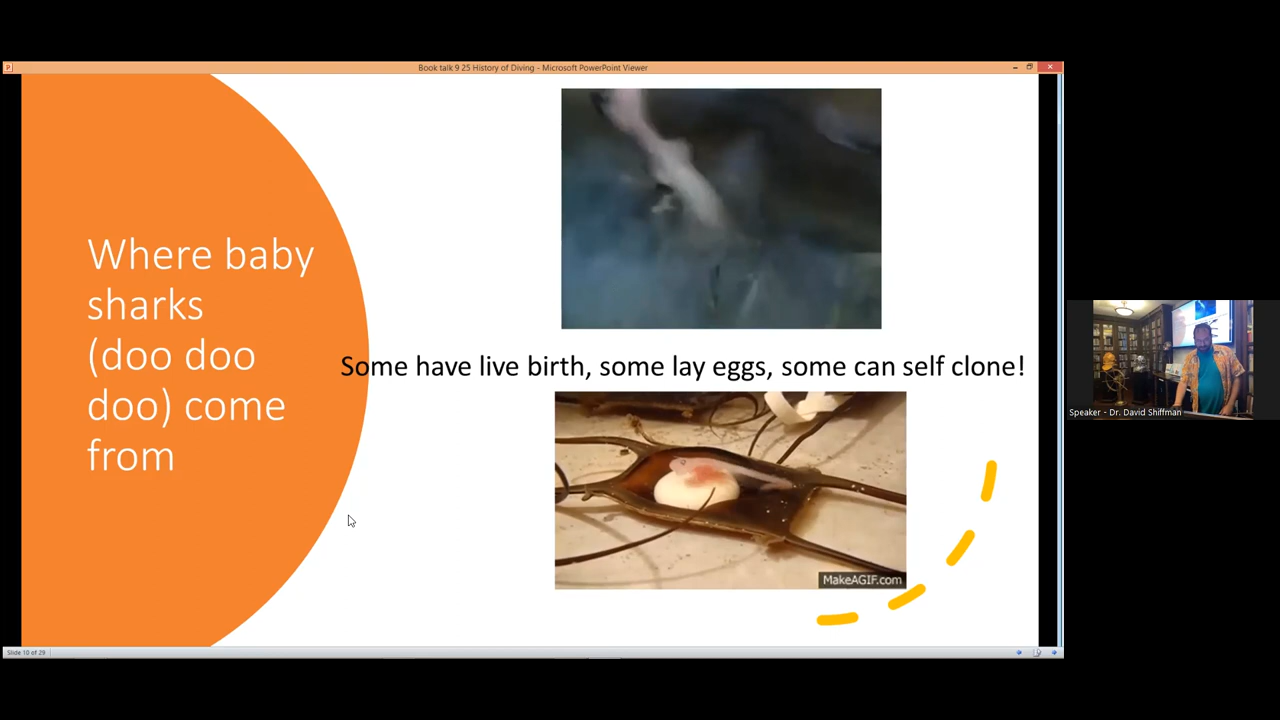 Book talk 9 25 History of Diving - Microsoft PowerPoint Viewer
Where baby
sharks
(doo doo
doo) come
from
Some have live birth, some lay eggs, some can self clone!
MakeAGIF.com
Speaker - Dr. David Shiffman
Slide 10 of 29